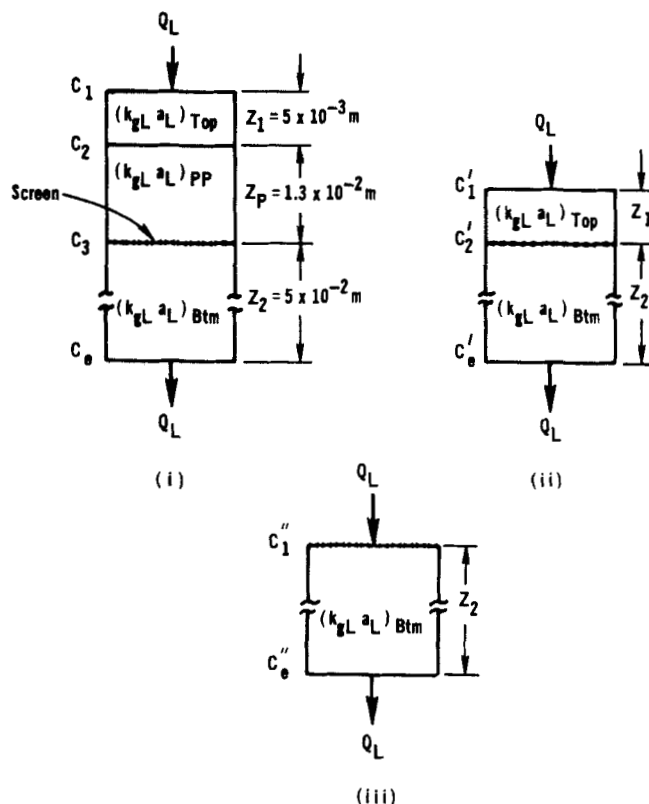 Q_L
C_1
(k_gL a_L)_Top
Z_1 = 5 x 10^-3 m
C_2
(k_gL a_L)_PP
Screen
Z_P = 1.3 x 10^-2 m
C_3
(k_gL a_L)_Btm
Z_2 = 5 x 10^-2 m
C_e
Q_L
(i)
Q_L
C_1'
(k_gL a_L)_Top
Z_1
C_2'
(k_gL a_L)_Btm
Z_2
C_e'
Q_L
(ii)
Q_L
C_1''
(k_gL a_L)_Btm
Z_2
C_e''
Q_L
(iii)